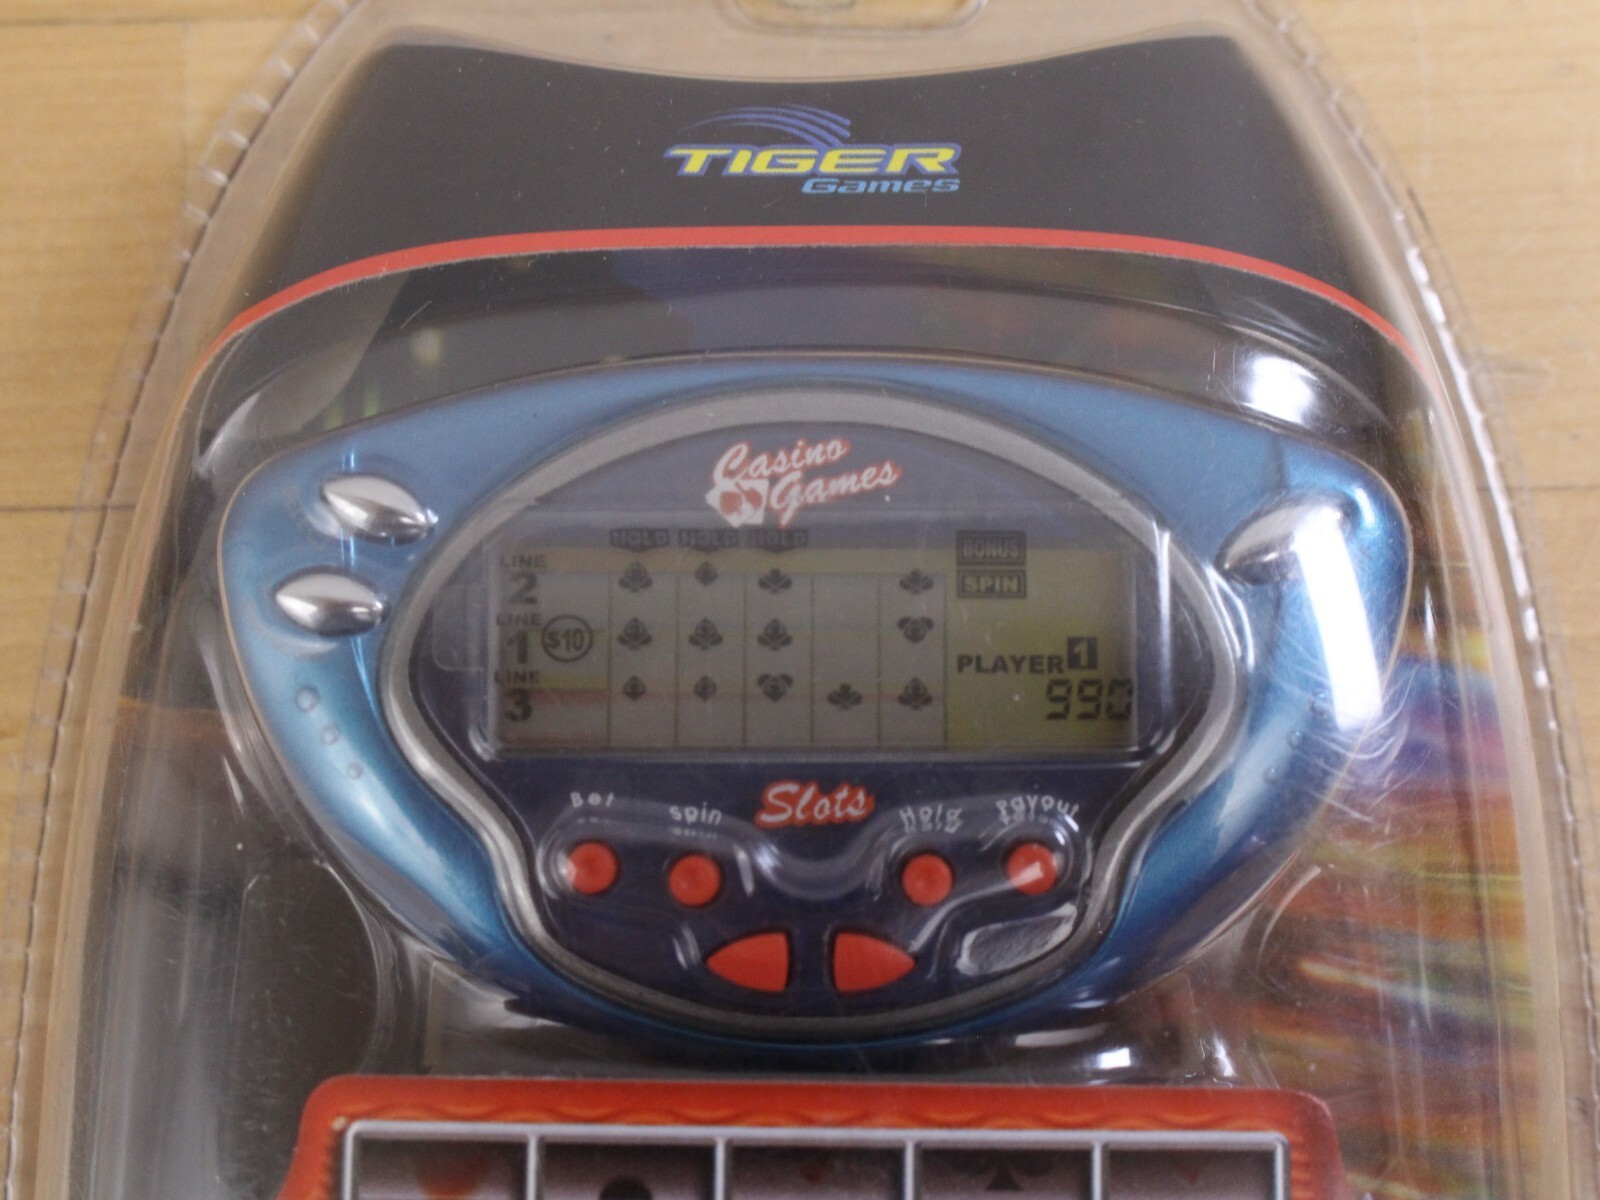 TIGER
Games
Casino
Games
HOLD HOLD HOLD
LINE
2
BONUS
SPIN
LINE
1 $10
PLAYER 1
LINE
3
990
Slots
Bet
Spin
Hold
Payout